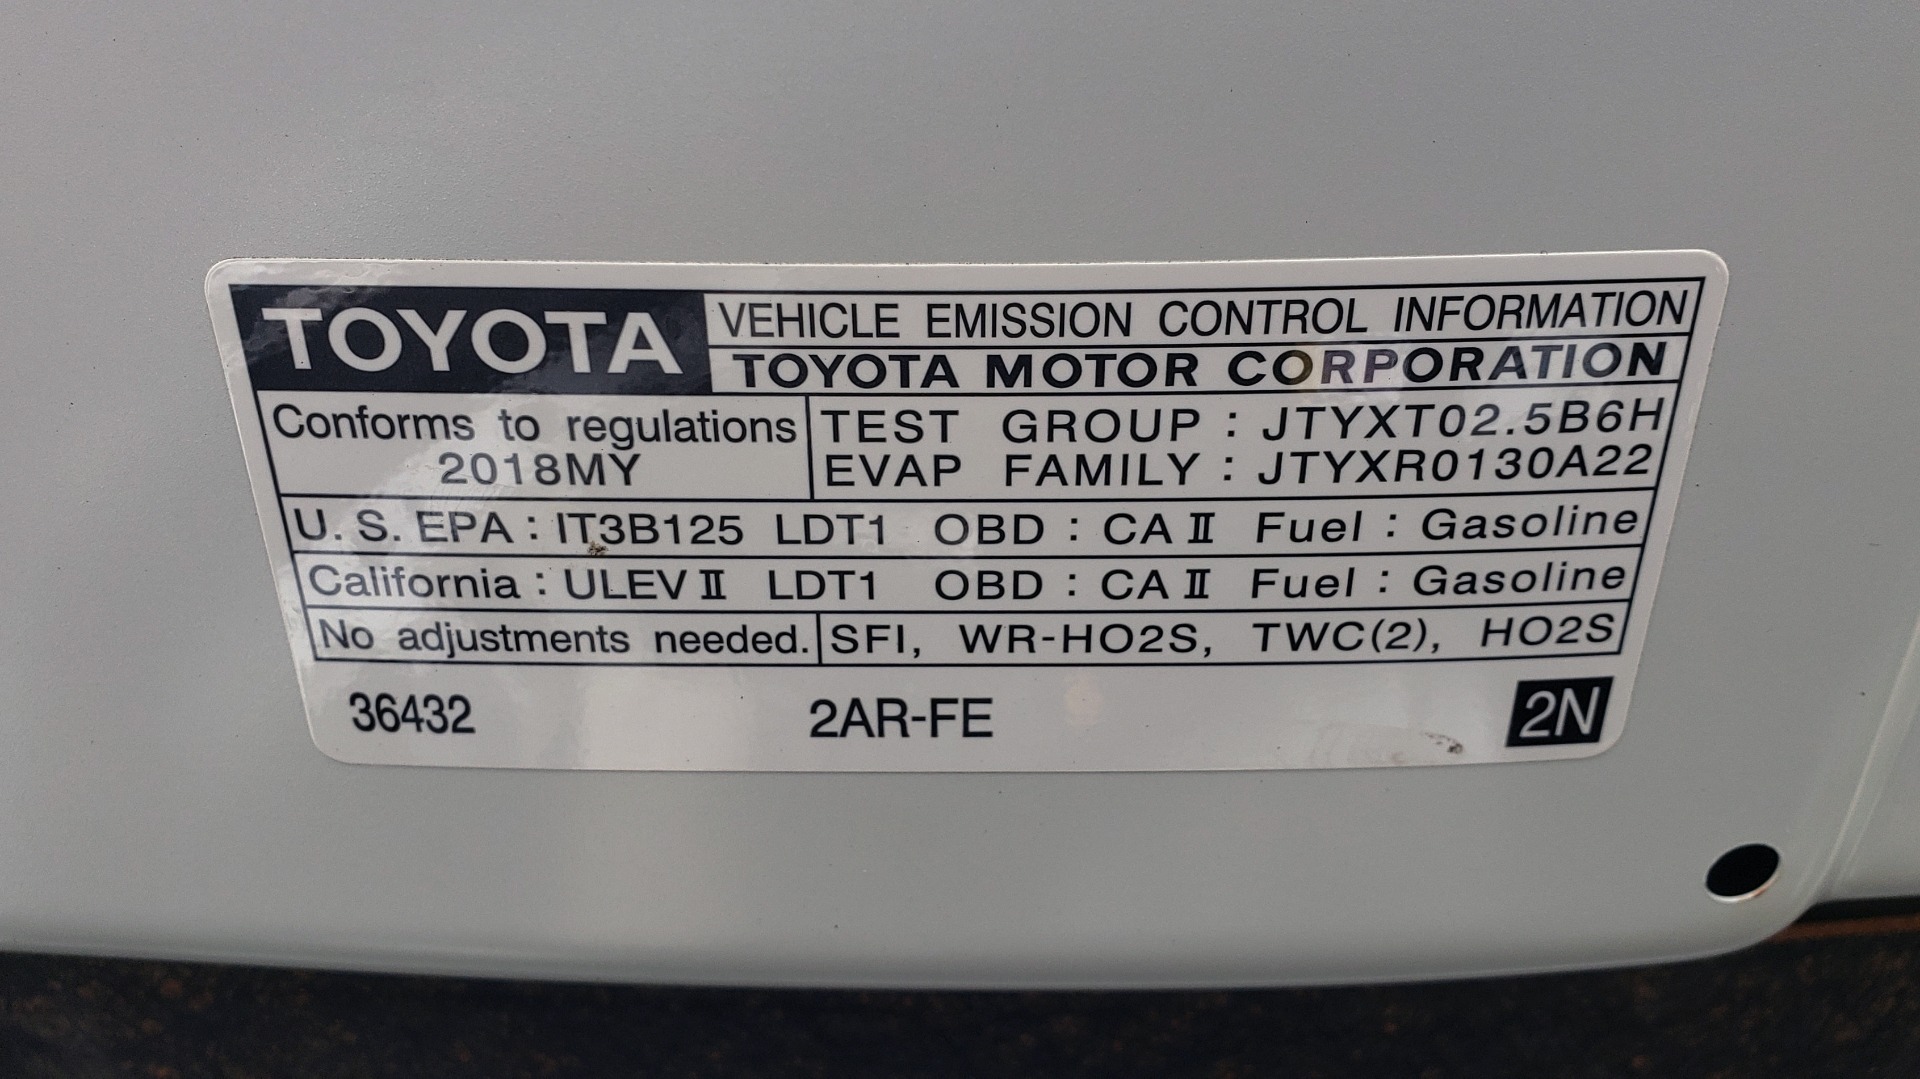 TOYOTA VEHICLE EMISSION CONTROL INFORMATION
TOYOTA MOTOR CORPORATION
Conforms to regulations
2018MY
TEST GROUP : JTYXT02.5B6H
EVAP FAMILY : JTYXR0130A22
U. S. EPA : IT3B125 LDT1 OBD : CA II Fuel : Gasoline
California : ULEV II LDT1 OBD : CA II Fuel : Gasoline
No adjustments needed. SFI, WR-HO2S, TWC(2), HO2S
36432 2AR-FE 2N